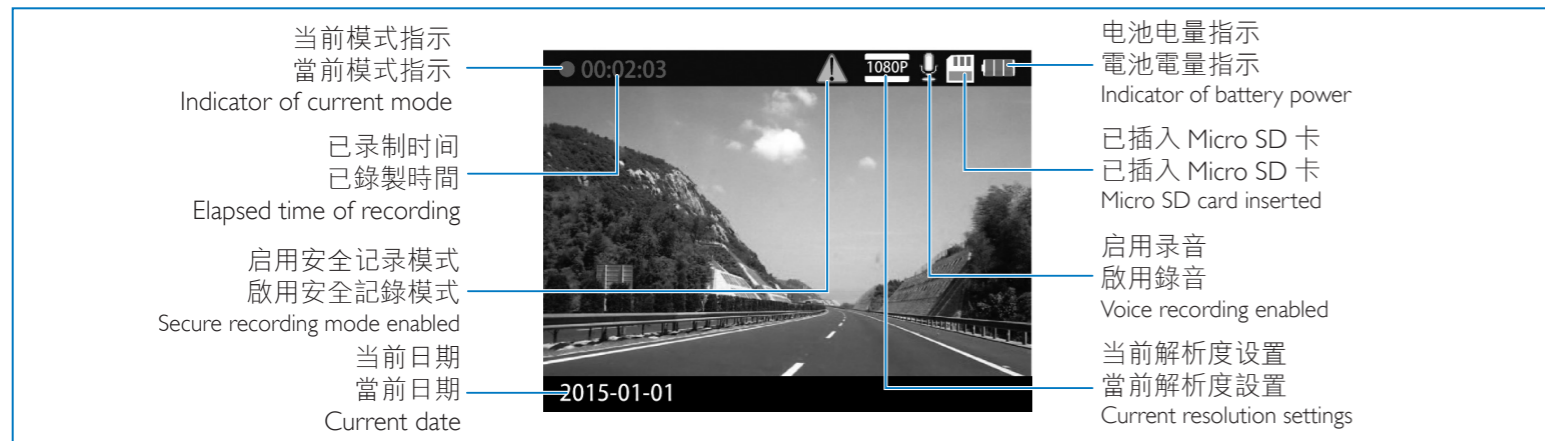 当前模式指示
當前模式指示
Indicator of current mode
已录制时间
已錄製時間
Elapsed time of recording
启用安全记录模式
啟用安全記錄模式
Secure recording mode enabled
当前日期
當前日期
Current date
00:02:03
1080P
2015-01-01
电池电量指示
電池電量指示
Indicator of battery power
已插入 Micro SD 卡
已插入 Micro SD 卡
Micro SD card inserted
启用录音
啟用錄音
Voice recording enabled
当前解析度设置
當前解析度設置
Current resolution settings